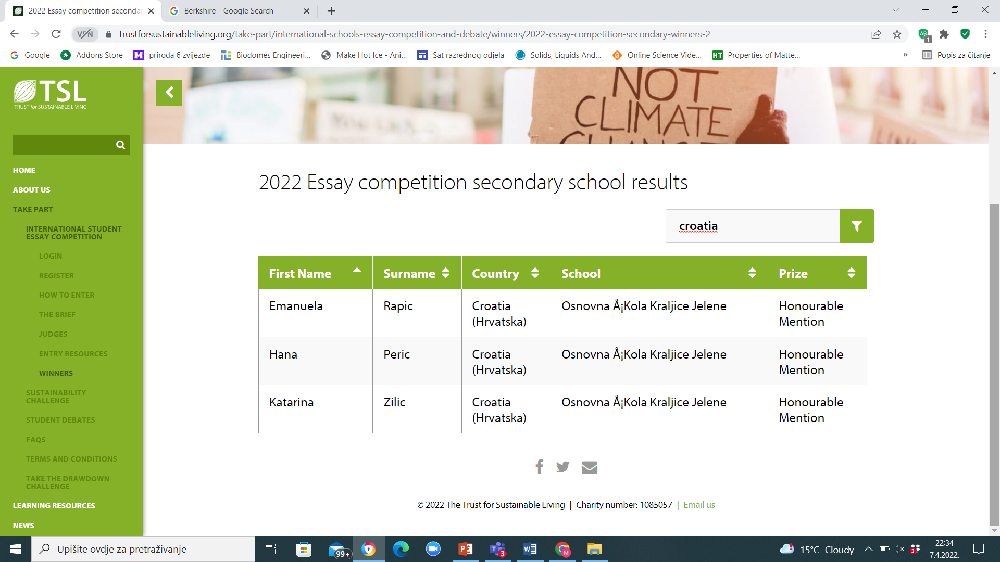 2022 Essay competition seconda
Berkshire - Google Search
VPN
trustforsustainableliving.org/take-part/international-schools-essay-competition-and-debate/winners/2022-essay-competition-secondary-winners-2
1
Google
Addons Store
priroda 6 zvijezde
Biodomes Engineeri...
Make Hot Ice - Ani...
Sat razrednog odjela
Solids, Liquids And...
Online Science Vide...
HT
Properties of Matte...
»
Popis za čitanje
TSL
TRUST for SUSTAINABLE LIVING
NOT
CLIMATE
CHANGE
HOME
ABOUT US
TAKE PART
INTERNATIONAL STUDENT
ESSAY COMPETITION
LOGIN
REGISTER
HOW TO ENTER
THE BRIEF
JUDGES
ENTRY RESOURCES
WINNERS
SUSTAINABILITY
CHALLENGE
STUDENT DEBATES
FAQS
TERMS AND CONDITIONS
TAKE THE DRAWDOWN
CHALLENGE
LEARNING RESOURCES
NEWS
2022 Essay competition secondary school results
croatia
First Name Surname Country School Prize
Emanuela Rapic Croatia (Hrvatska) Osnovna Å¡Kola Kraljice Jelene Honourable Mention
Hana Peric Croatia (Hrvatska) Osnovna Å¡Kola Kraljice Jelene Honourable Mention
Katarina Zilic Croatia (Hrvatska) Osnovna Å¡Kola Kraljice Jelene Honourable Mention
© 2022 The Trust for Sustainable Living | Charity number: 1085057 | Email us
Upišite ovdje za pretraživanje
99+
3
15°C Cloudy
3
22:34
7.4.2022.